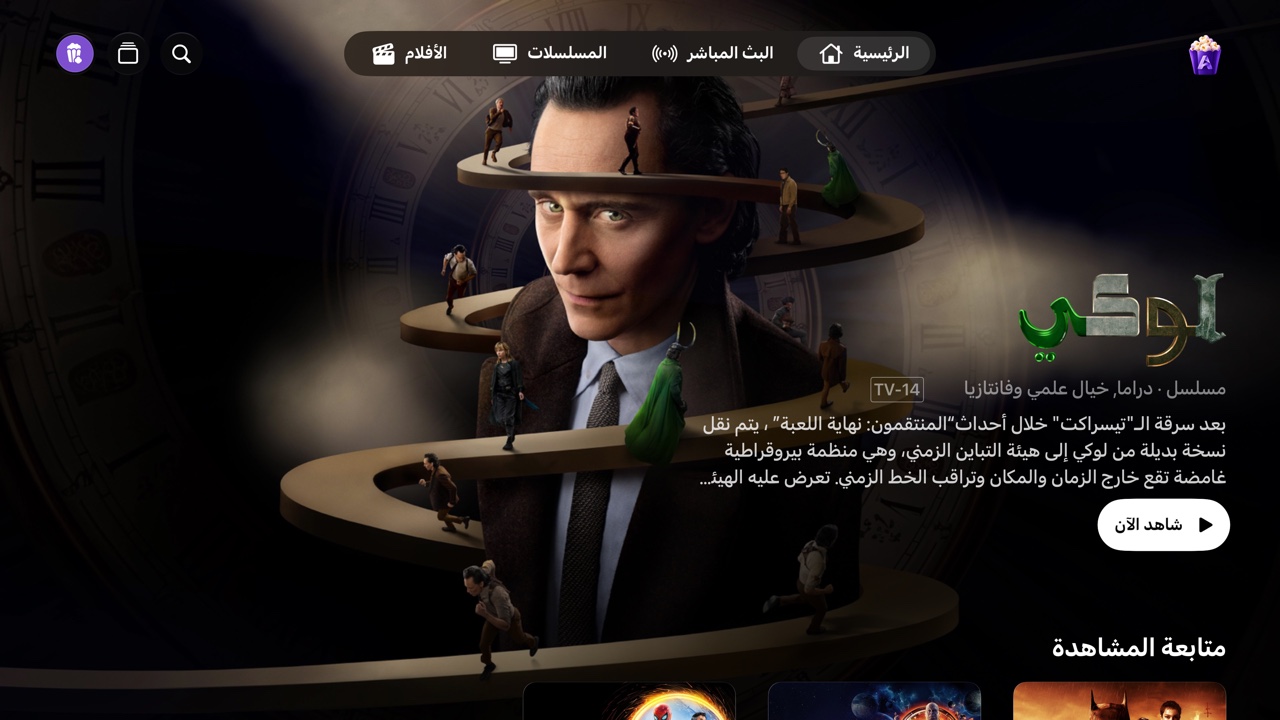 الرئيسية
البث المباشر
المسلسلات
الأفلام
A
لوكي
مسلسل · دراما, خيال علمي وفانتازيا
TV-14
بعد سرقة الـ"تيسراكت" خلال أحداث“المنتقمون: نهاية اللعبة” ، يتم نقل
نسخة بديلة من لوكي إلى هيئة التباين الزمني، وهي منظمة بيروقراطية
غامضة تقع خارج الزمان والمكان وتراقب الخط الزمني. تعرض عليه الهيئ...
شاهد الآن
متابعة المشاهدة